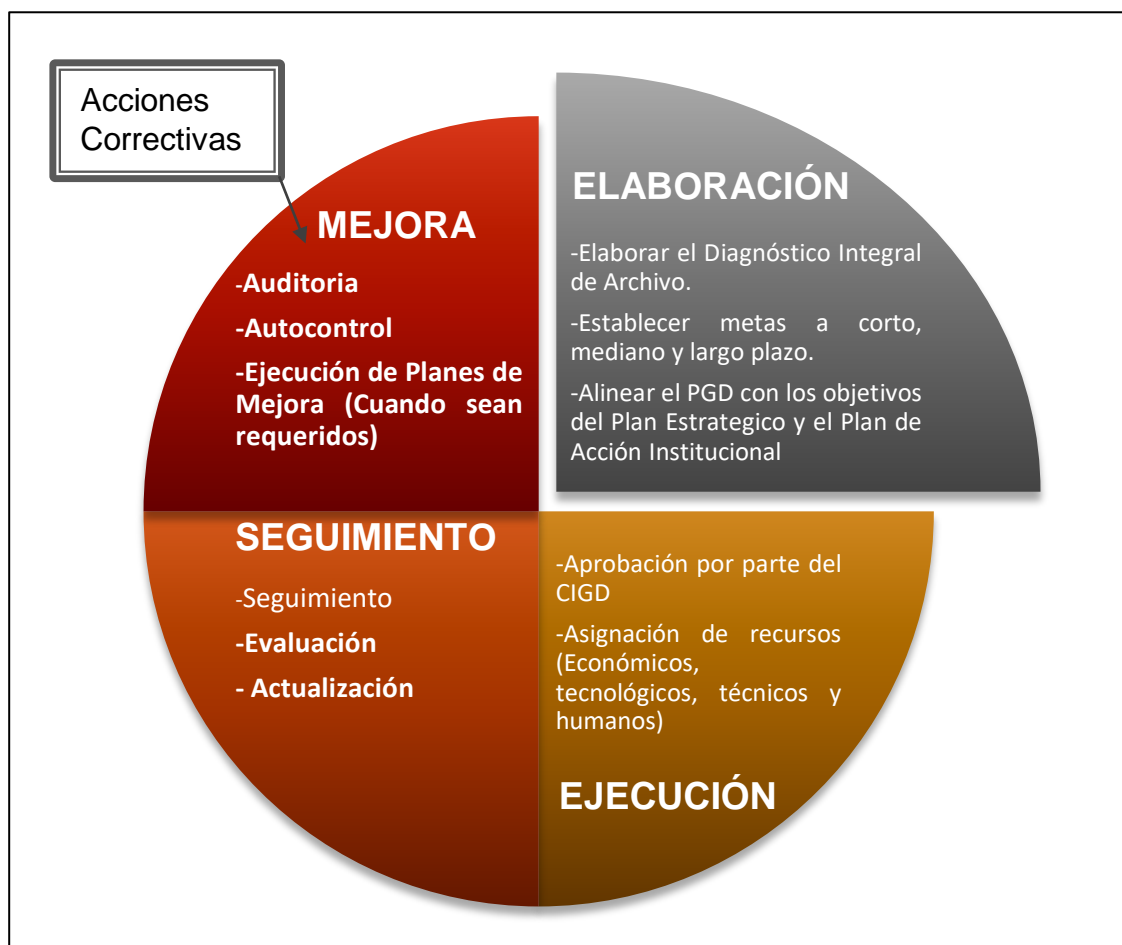 Acciones
Correctivas
MEJORA
-Auditoria
-Autocontrol
-Ejecución de Planes de
Mejora (Cuando sean
requeridos)
ELABORACIÓN
-Elaborar el Diagnóstico Integral
de Archivo.
-Establecer metas a corto,
mediano y largo plazo.
-Alinear el PGD con los objetivos
del Plan Estrategico y el Plan de
Acción Institucional
SEGUIMIENTO
-Seguimiento
-Evaluación
- Actualización
-Aprobación por parte del
CIGD
-Asignación de recursos
(Económicos,
tecnológicos, técnicos y
humanos)
EJECUCIÓN